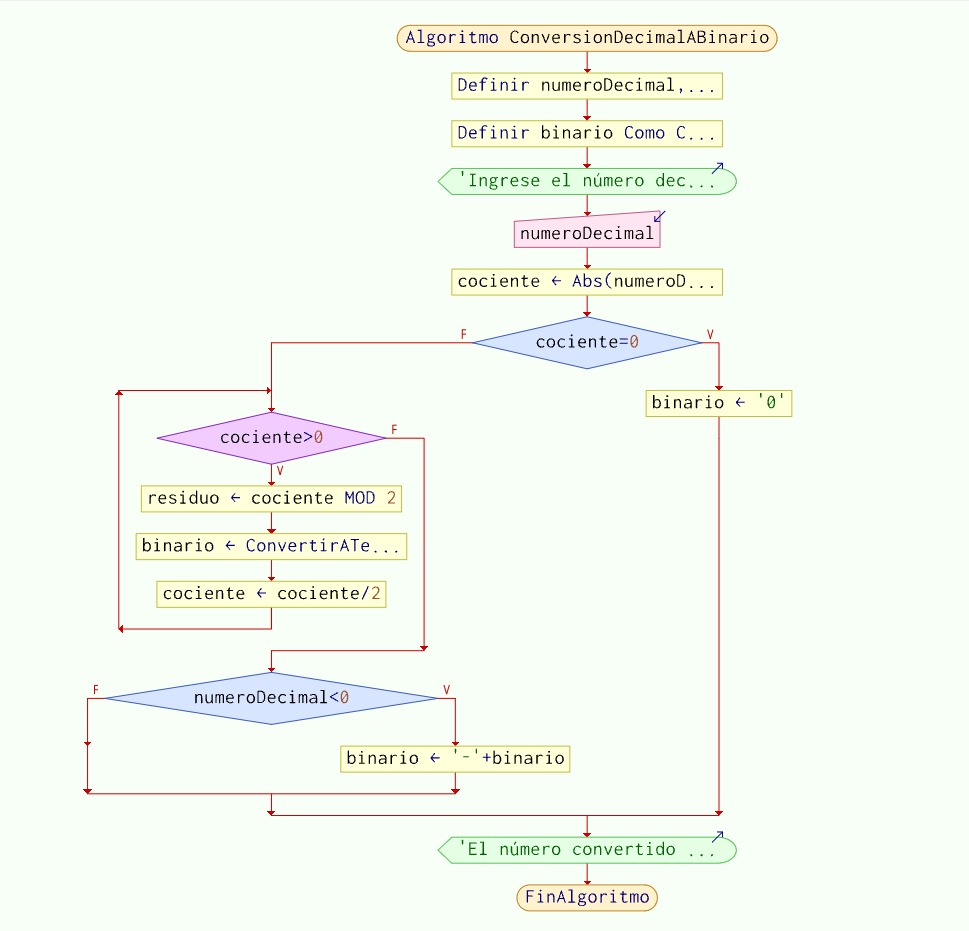 Algoritmo ConversionDecimalABinario
Definir numeroDecimal,...
Definir binario Como C...
'Ingrese el número dec...
numeroDecimal
cociente ← Abs(numeroD...
F
cociente=0
V
binario ← '0'
cociente>0
F
V
residuo ← cociente MOD 2
binario ← ConvertirATe...
cociente ← cociente/2
F
numeroDecimal<0
V
binario ← '-'+binario
'El número convertido ...
FinAlgoritmo